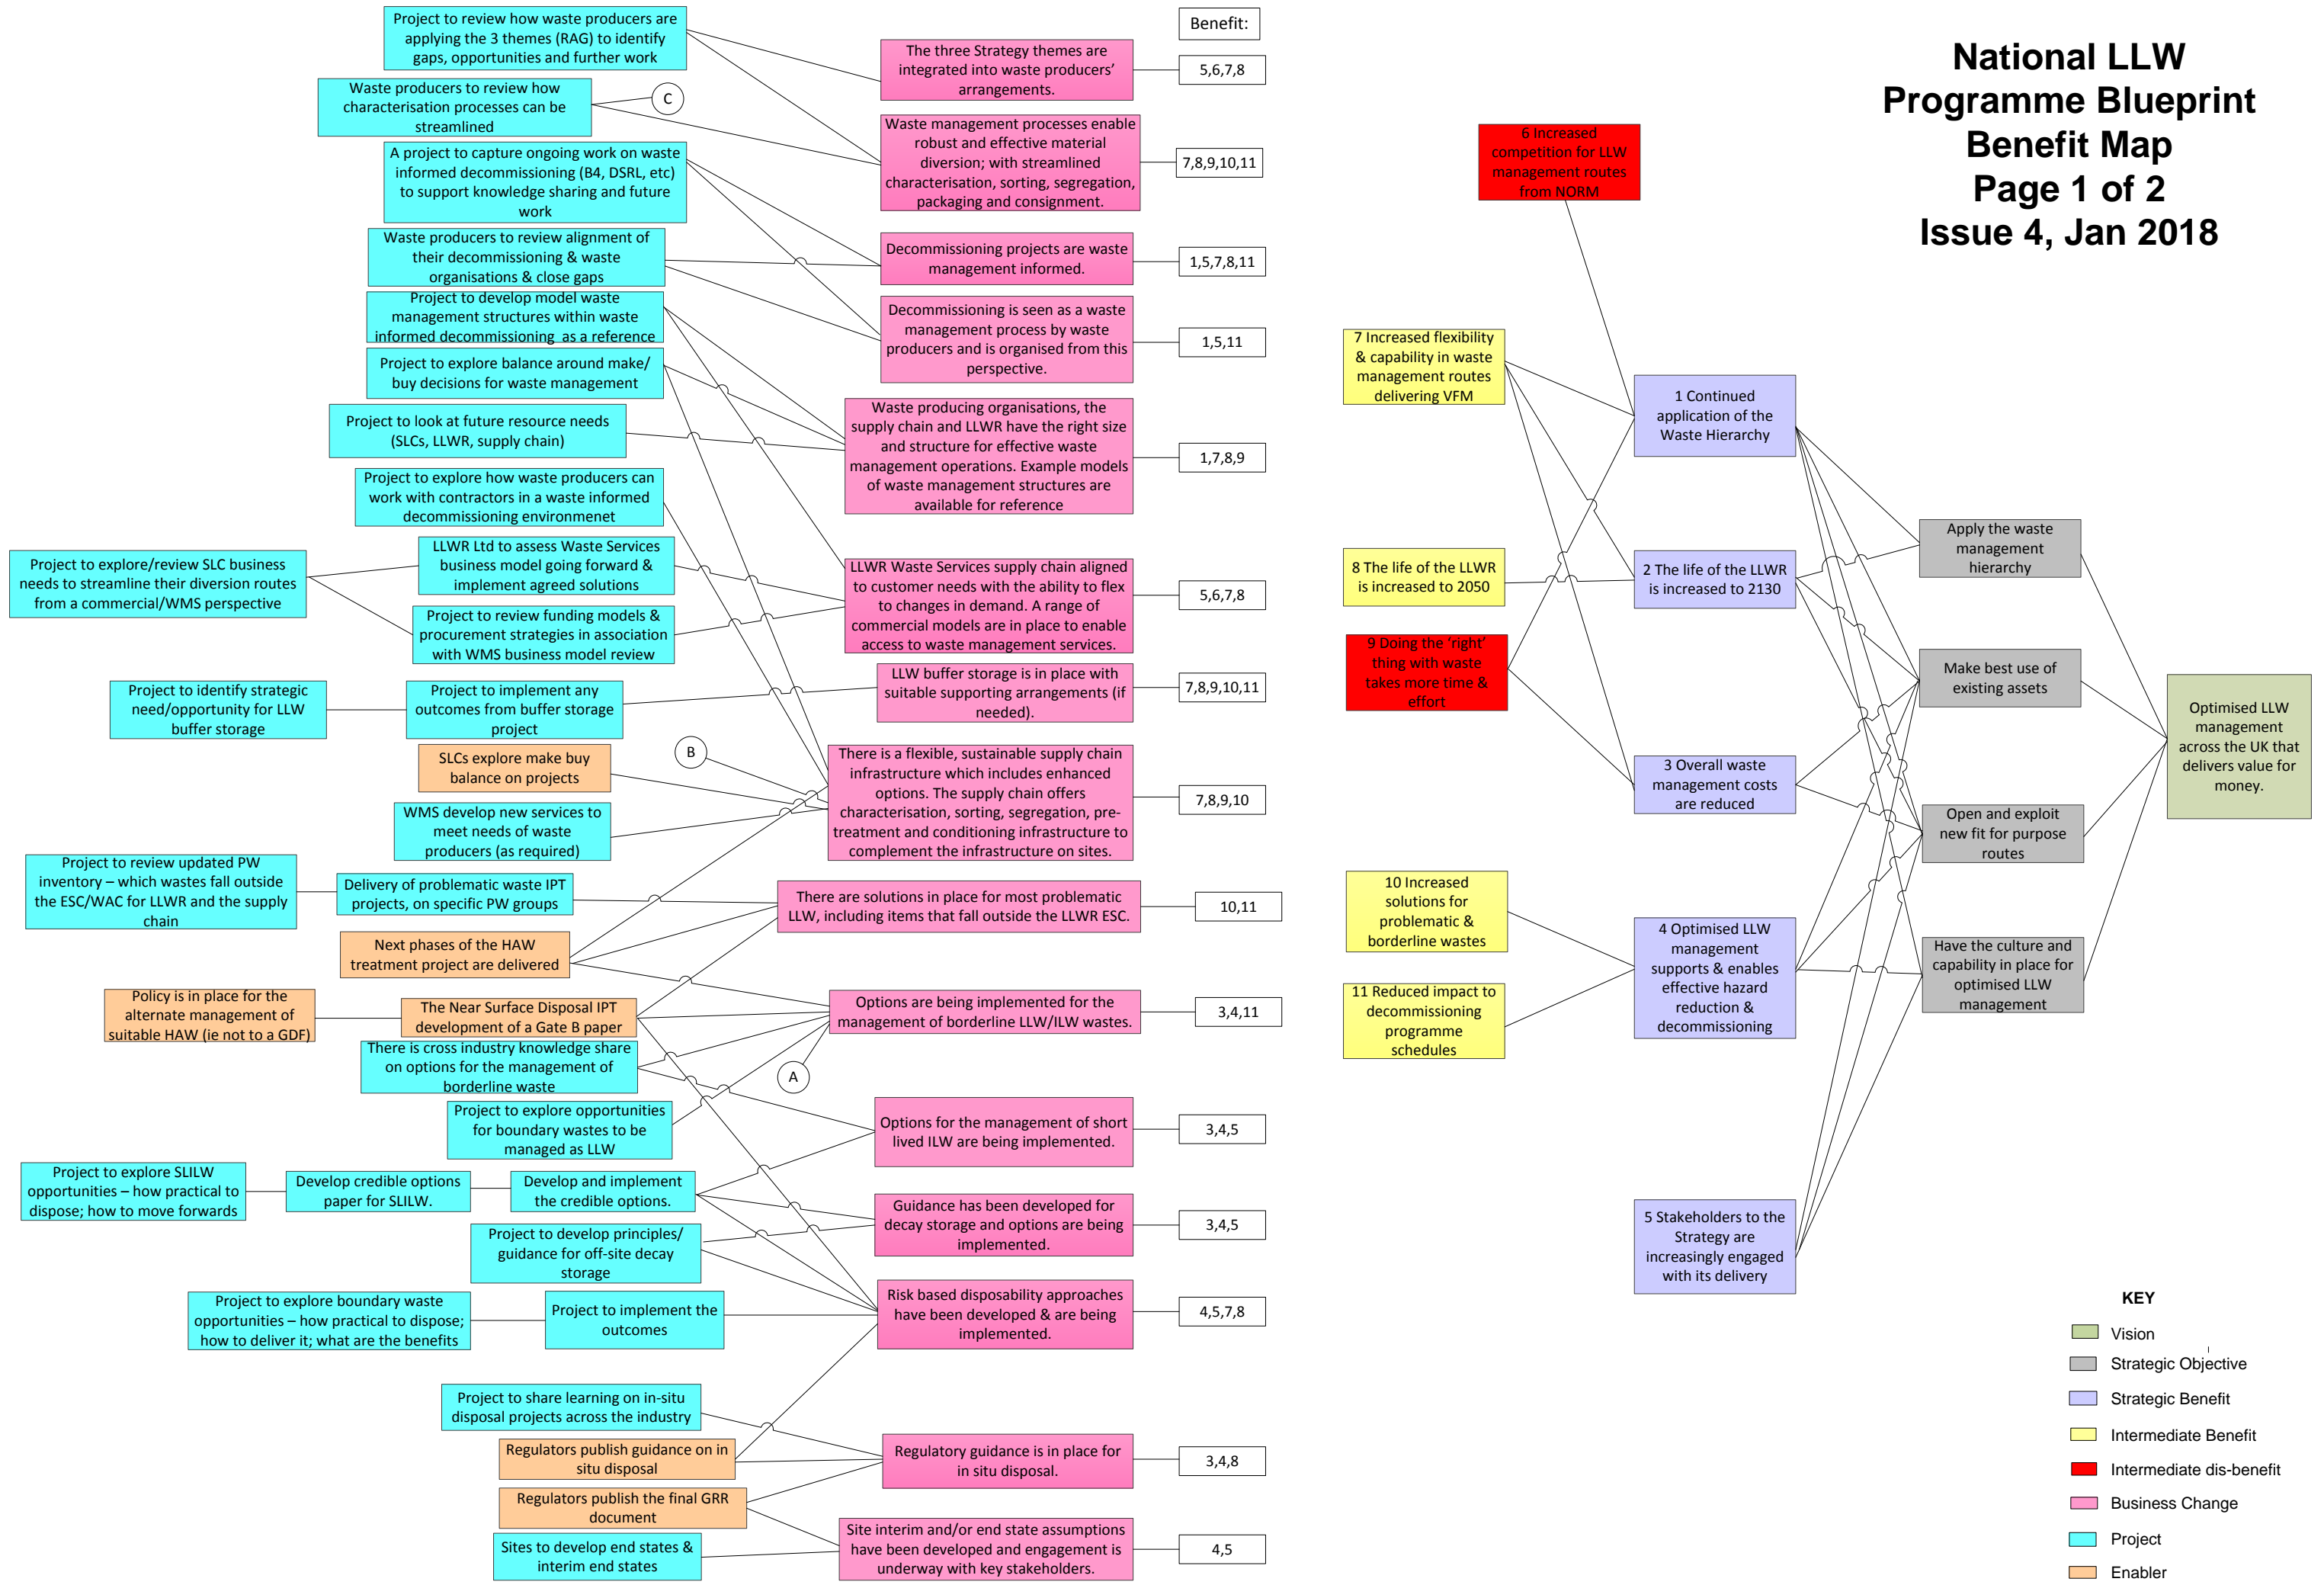 National LLW
Programme Blueprint
Benefit Map
Page 1 of 2
Issue 4, Jan 2018
Project to review how waste producers are
applying the 3 themes (RAG) to identify
gaps, opportunities and further work
Waste producers to review how
characterisation processes can be
streamlined
C
A project to capture ongoing work on waste
informed decommissioning (B4, DSRL, etc)
to support knowledge sharing and future
work
Waste producers to review alignment of
their decommissioning & waste
organisations & close gaps
Project to develop model waste
management structures within waste
informed decommissioning as a reference
Project to explore balance around make/
buy decisions for waste management
Project to look at future resource needs
(SLCs, LLWR, supply chain)
Project to explore how waste producers can
work with contractors in a waste informed
decommissioning environmenet
Project to explore/review SLC business
needs to streamline their diversion routes
from a commercial/WMS perspective
LLWR Ltd to assess Waste Services
business model going forward &
implement agreed solutions
Project to review funding models &
procurement strategies in association
with WMS business model review
Project to identify strategic
need/opportunity for LLW
buffer storage
Project to implement any
outcomes from buffer storage
project
SLCs explore make buy
balance on projects
B
WMS develop new services to
meet needs of waste
producers (as required)
Project to review updated PW
inventory – which wastes fall outside
the ESC/WAC for LLWR and the supply
chain
Delivery of problematic waste IPT
projects, on specific PW groups
Next phases of the HAW
treatment project are delivered
Policy is in place for the
alternate management of
suitable HAW (ie not to a GDF)
The Near Surface Disposal IPT
development of a Gate B paper
There is cross industry knowledge share
on options for the management of
borderline waste
A
Project to explore opportunities
for boundary wastes to be
managed as LLW
Project to explore SLILW
opportunities – how practical to
dispose; how to move forwards
Develop credible options
paper for SLILW.
Develop and implement
the credible options.
Project to develop principles/
guidance for off-site decay
storage
Project to explore boundary waste
opportunities – how practical to dispose;
how to deliver it; what are the benefits
Project to implement the
outcomes
Project to share learning on in-situ
disposal projects across the industry
Regulators publish guidance on in
situ disposal
Regulators publish the final GRR
document
Sites to develop end states &
interim end states
Benefit:
The three Strategy themes are
integrated into waste producers’
arrangements.
5,6,7,8
Waste management processes enable
robust and effective material
diversion; with streamlined
characterisation, sorting, segregation,
packaging and consignment.
7,8,9,10,11
Decommissioning projects are waste
management informed.
1,5,7,8,11
Decommissioning is seen as a waste
management process by waste
producers and is organised from this
perspective.
1,5,11
Waste producing organisations, the
supply chain and LLWR have the right size
and structure for effective waste
management operations. Example models
of waste management structures are
available for reference
1,7,8,9
LLWR Waste Services supply chain aligned
to customer needs with the ability to flex
to changes in demand. A range of
commercial models are in place to enable
access to waste management services.
5,6,7,8
LLW buffer storage is in place with
suitable supporting arrangements (if
needed).
7,8,9,10,11
There is a flexible, sustainable supply chain
infrastructure which includes enhanced
options. The supply chain offers
characterisation, sorting, segregation, pre-
treatment and conditioning infrastructure to
complement the infrastructure on sites.
7,8,9,10
There are solutions in place for most problematic
LLW, including items that fall outside the LLWR ESC.
10,11
Options are being implemented for the
management of borderline LLW/ILW wastes.
3,4,11
Options for the management of short
lived ILW are being implemented.
3,4,5
Guidance has been developed for
decay storage and options are being
implemented.
3,4,5
Risk based disposability approaches
have been developed & are being
implemented.
4,5,7,8
Regulatory guidance is in place for
in situ disposal.
3,4,8
Site interim and/or end state assumptions
have been developed and engagement is
underway with key stakeholders.
4,5
6 Increased
competition for LLW
management routes
from NORM
7 Increased flexibility
& capability in waste
management routes
delivering VFM
8 The life of the LLWR
is increased to 2050
9 Doing the ‘right’
thing with waste
takes more time &
effort
10 Increased
solutions for
problematic &
borderline wastes
11 Reduced impact to
decommissioning
programme
schedules
1 Continued
application of the
Waste Hierarchy
2 The life of the LLWR
is increased to 2130
3 Overall waste
management costs
are reduced
4 Optimised LLW
management
supports & enables
effective hazard
reduction &
decommissioning
5 Stakeholders to the
Strategy are
increasingly engaged
with its delivery
Apply the waste
management
hierarchy
Make best use of
existing assets
Open and exploit
new fit for purpose
routes
Have the culture and
capability in place for
optimised LLW
management
Optimised LLW
management
across the UK that
delivers value for
money.
KEY
Vision
Strategic Objective
Strategic Benefit
Intermediate Benefit
Intermediate dis-benefit
Business Change
Project
Enabler